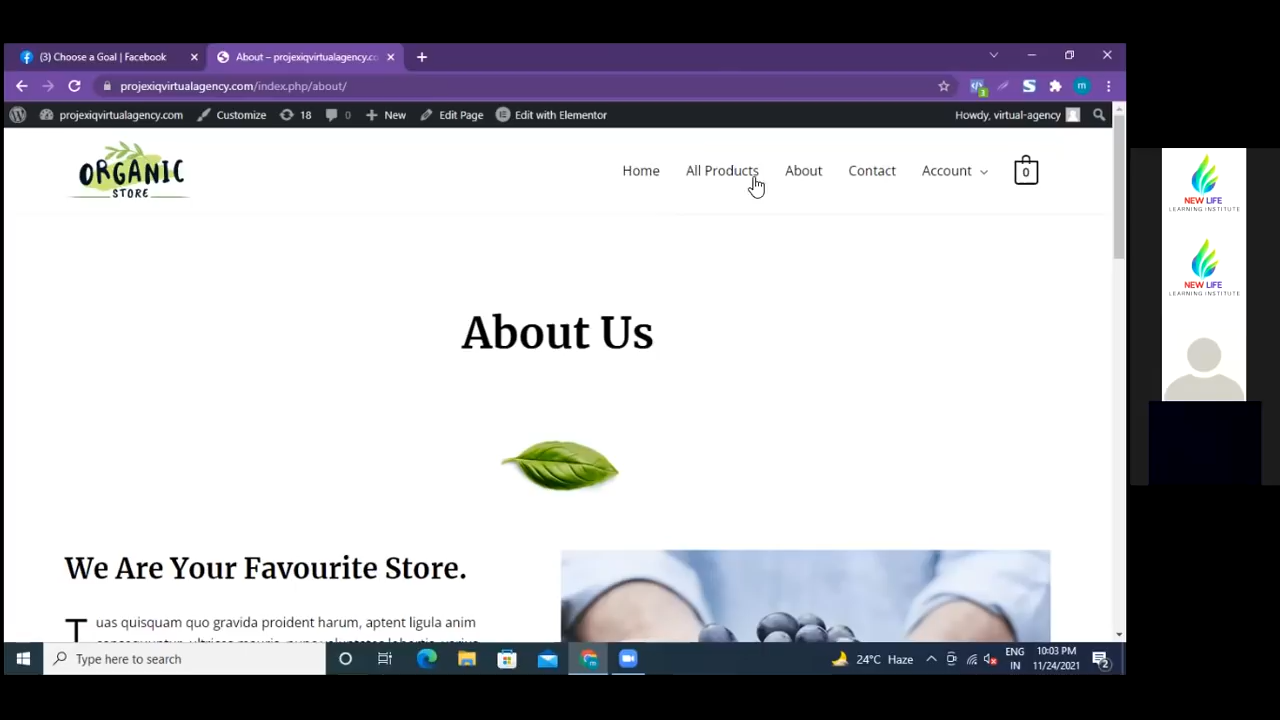 (3) Choose a Goal | Facebook
About – projexiqvirtualagency.co
projexiqvirtualagency.com/index.php/about/
projexiqvirtualagency.com
Customize
18
0
New
Edit Page
Edit with Elementor
Howdy, virtual-agency
ORGANIC
STORE
Home
All Products
About
Contact
Account
0
About Us
We Are Your Favourite Store.
Tuas quisquam quo gravida proident harum, aptent ligula anim
NEW LIFE
LEARNING INSTITUTE
NEW LIFE
LEARNING INSTITUTE
Type here to search
24°C Haze
ENG
IN
10:03 PM
11/24/2021
2